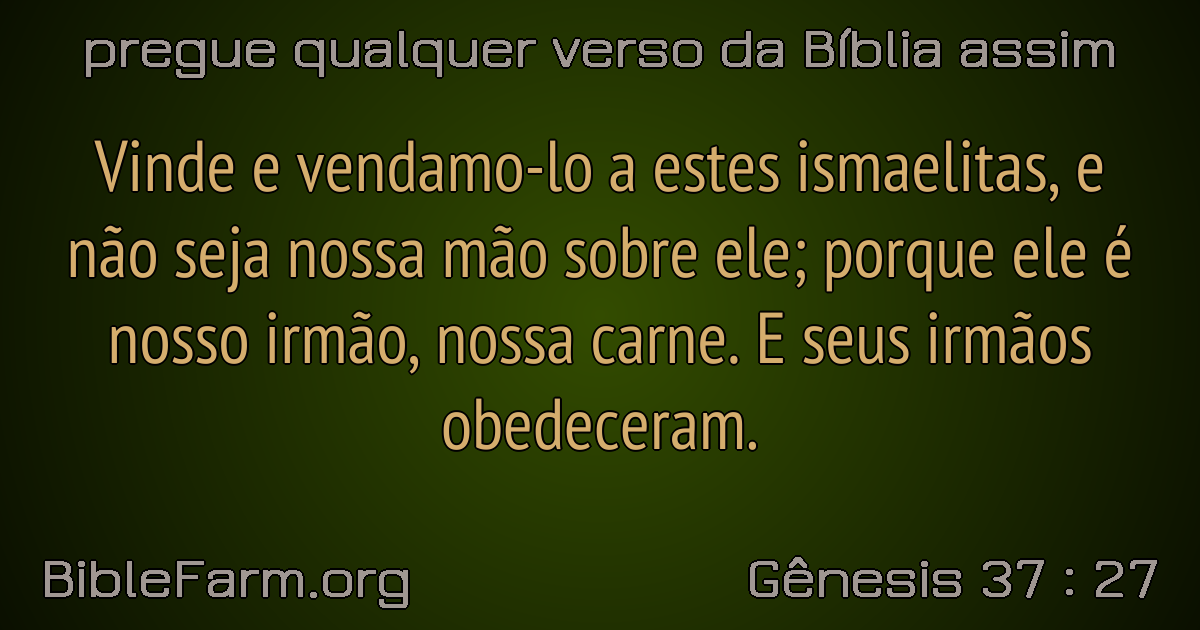 pregue qualquer verso da Bíblia assim
Vinde e vendamo-lo a estes ismaelitas, e
não seja nossa mão sobre ele; porque ele é
nosso irmão, nossa carne. E seus irmãos
obedeceram.
BibleFarm.org
Gênesis 37 : 27